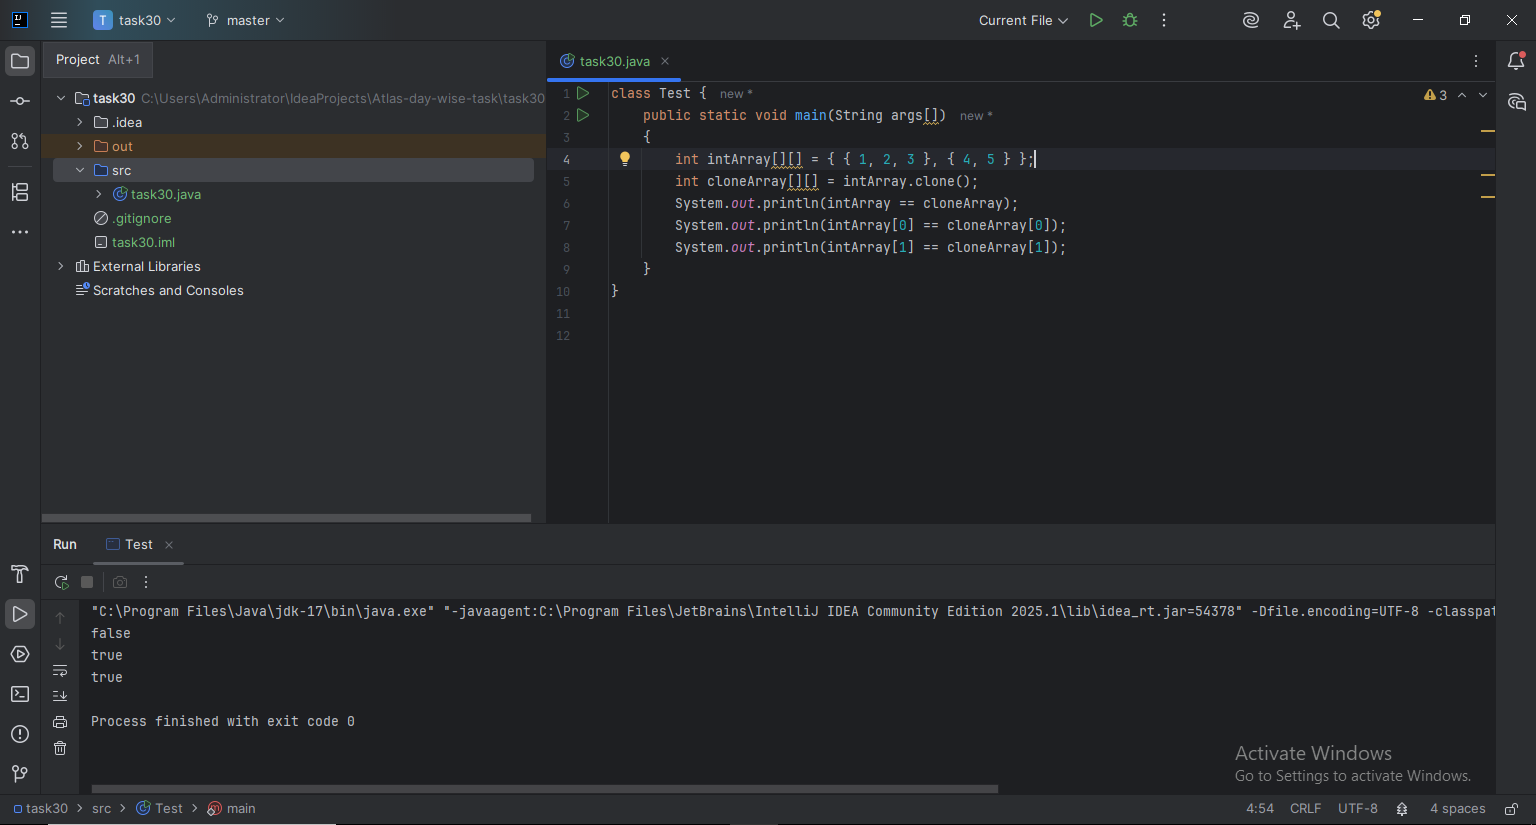 T task30 master Current File
Project Alt+1
task30 C:\Users\Administrator\IdeaProjects\Atlas-day-wise-task\task30
.idea
out
src
task30.java
.gitignore
task30.iml
External Libraries
Scratches and Consoles
task30.java
3
1 class Test { new *
2 public static void main(String args[]) new *
3 {
4 int intArray[][] = { { 1, 2, 3 }, { 4, 5 } };
5 int cloneArray[][] = intArray.clone();
6 System.out.println(intArray == cloneArray);
7 System.out.println(intArray[0] == cloneArray[0]);
8 System.out.println(intArray[1] == cloneArray[1]);
9 }
10 }
11
12
Run Test
"C:\Program Files\Java\jdk-17\bin\java.exe" "-javaagent:C:\Program Files\JetBrains\IntelliJ IDEA Community Edition 2025.1\lib\idea_rt.jar=54378" -Dfile.encoding=UTF-8 -classpat
false
true
true
Process finished with exit code 0
Activate Windows
Go to Settings to activate Windows.
task30 > src > Test > main 4:54 CRLF UTF-8 4 spaces